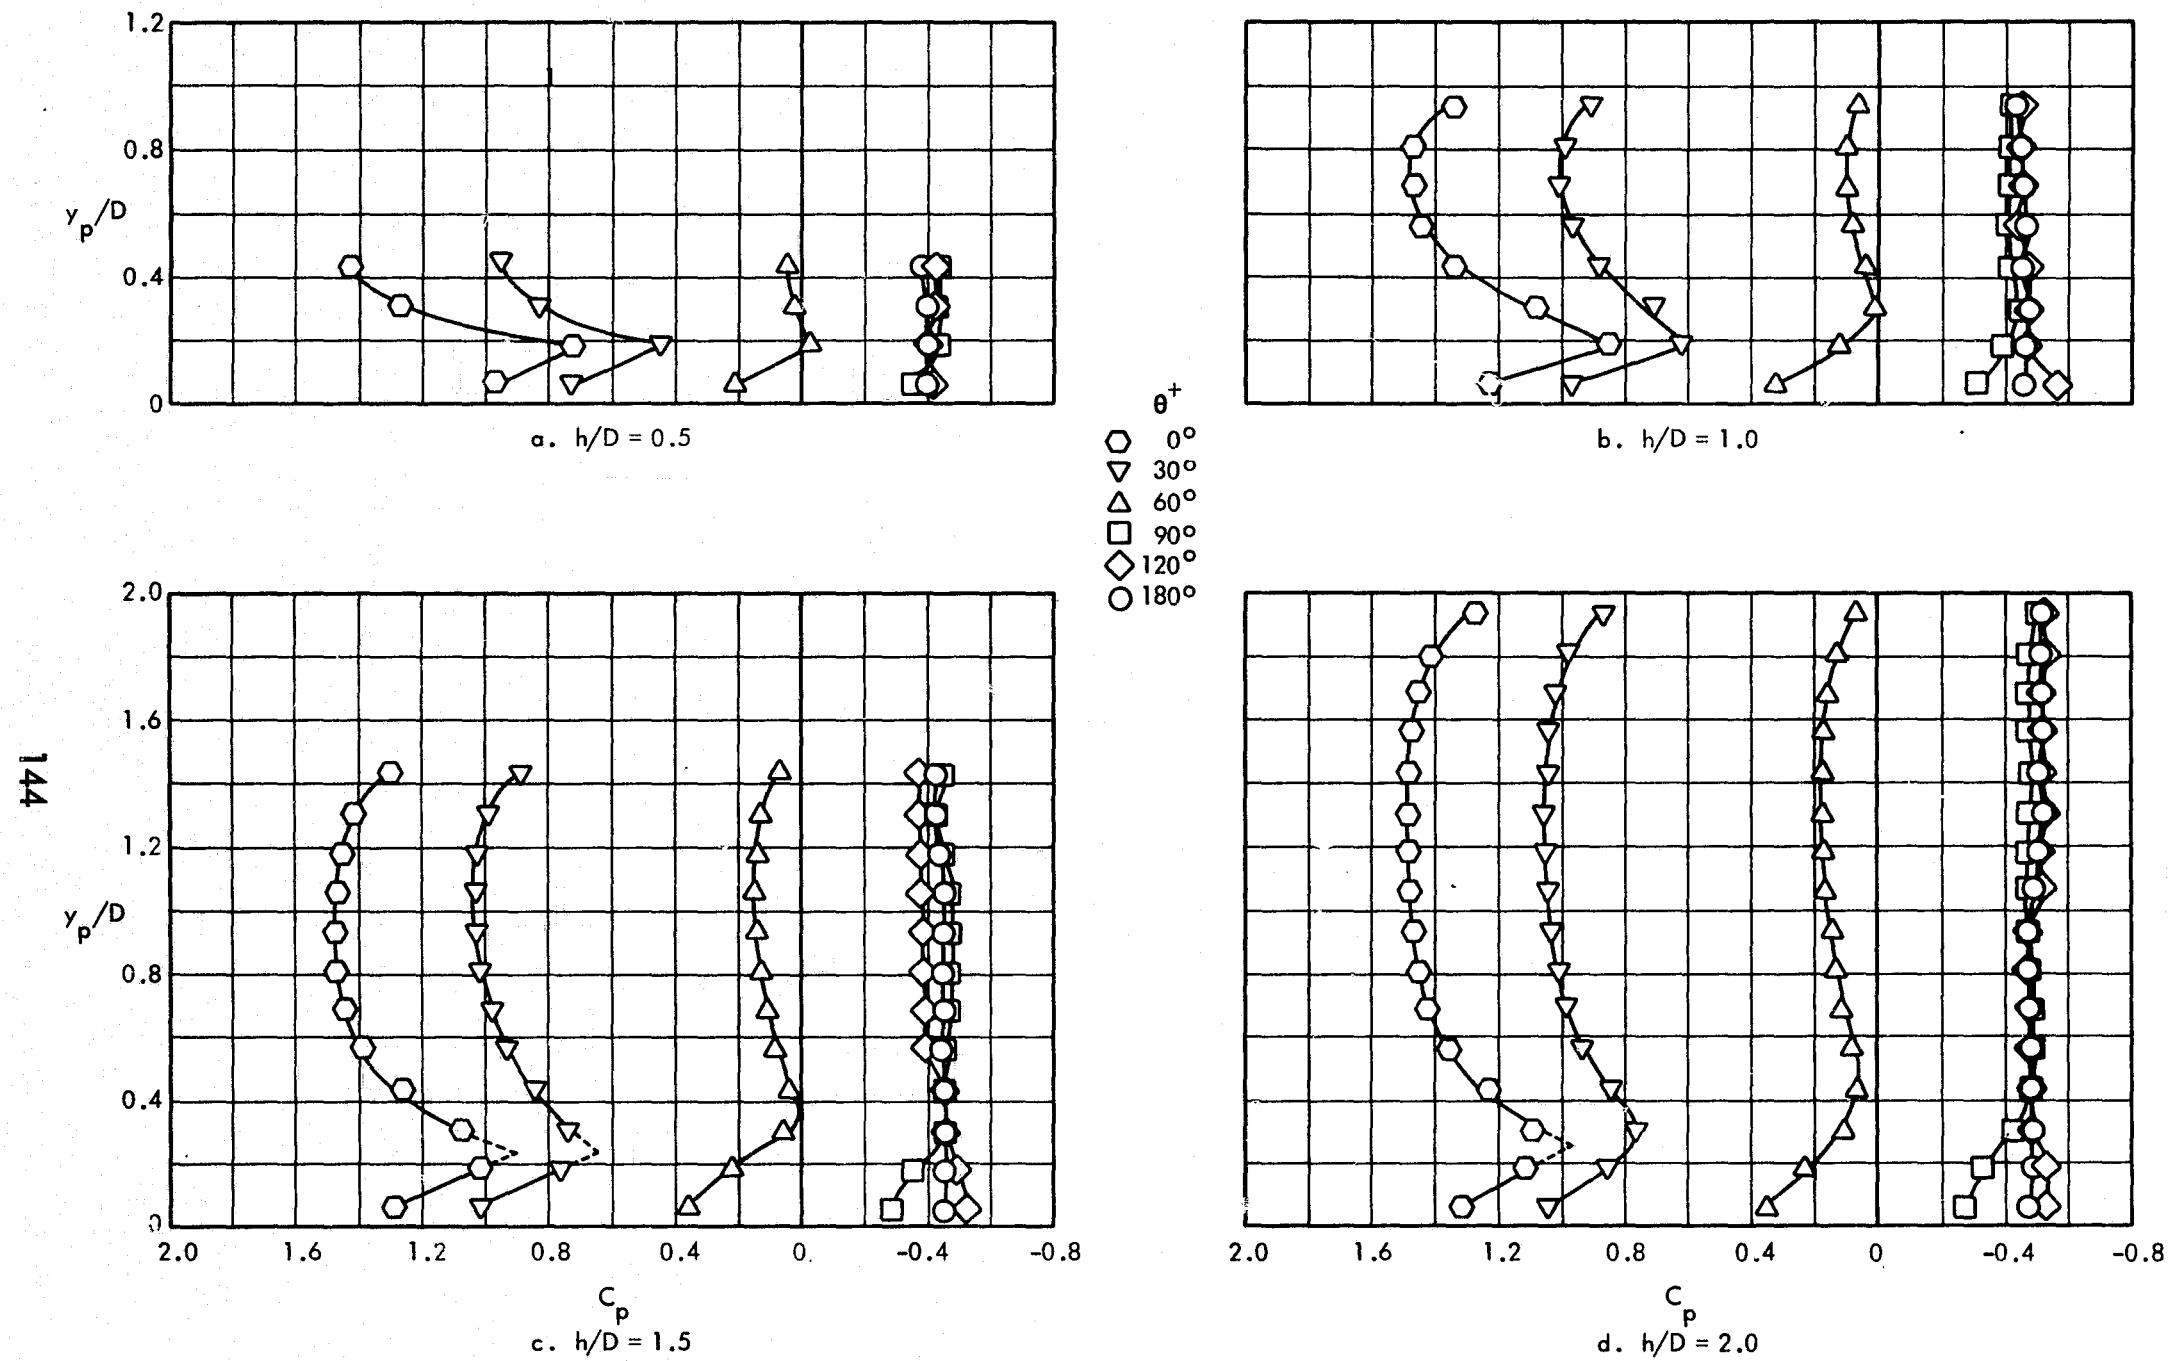 1.2
0.8
y_p/D
0.4
0
a. h/D = 0.5
b. h/D = 1.0
θ+
0°
30°
60°
90°
120°
180°
2.0
1.6
1.2
y_p/D
0.8
0.4
0
2.0 1.6 1.2 0.8 0.4 0. -0.4 -0.8
C_p
c. h/D = 1.5
2.0 1.6 1.2 0.8 0.4 0 -0.4 -0.8
C_p
d. h/D = 2.0
144